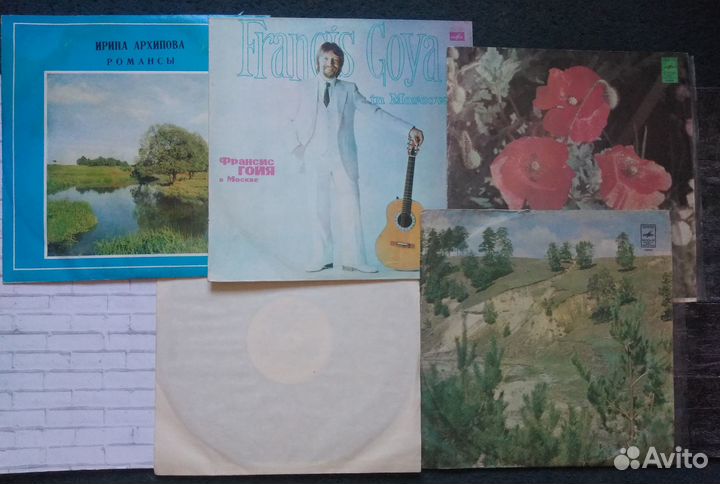 ИРИНА АРХИПОВА
РОМАНСЫ
Francis Goya
in Moscow
Франсис
ГОЙЯ
в Москве
Avito